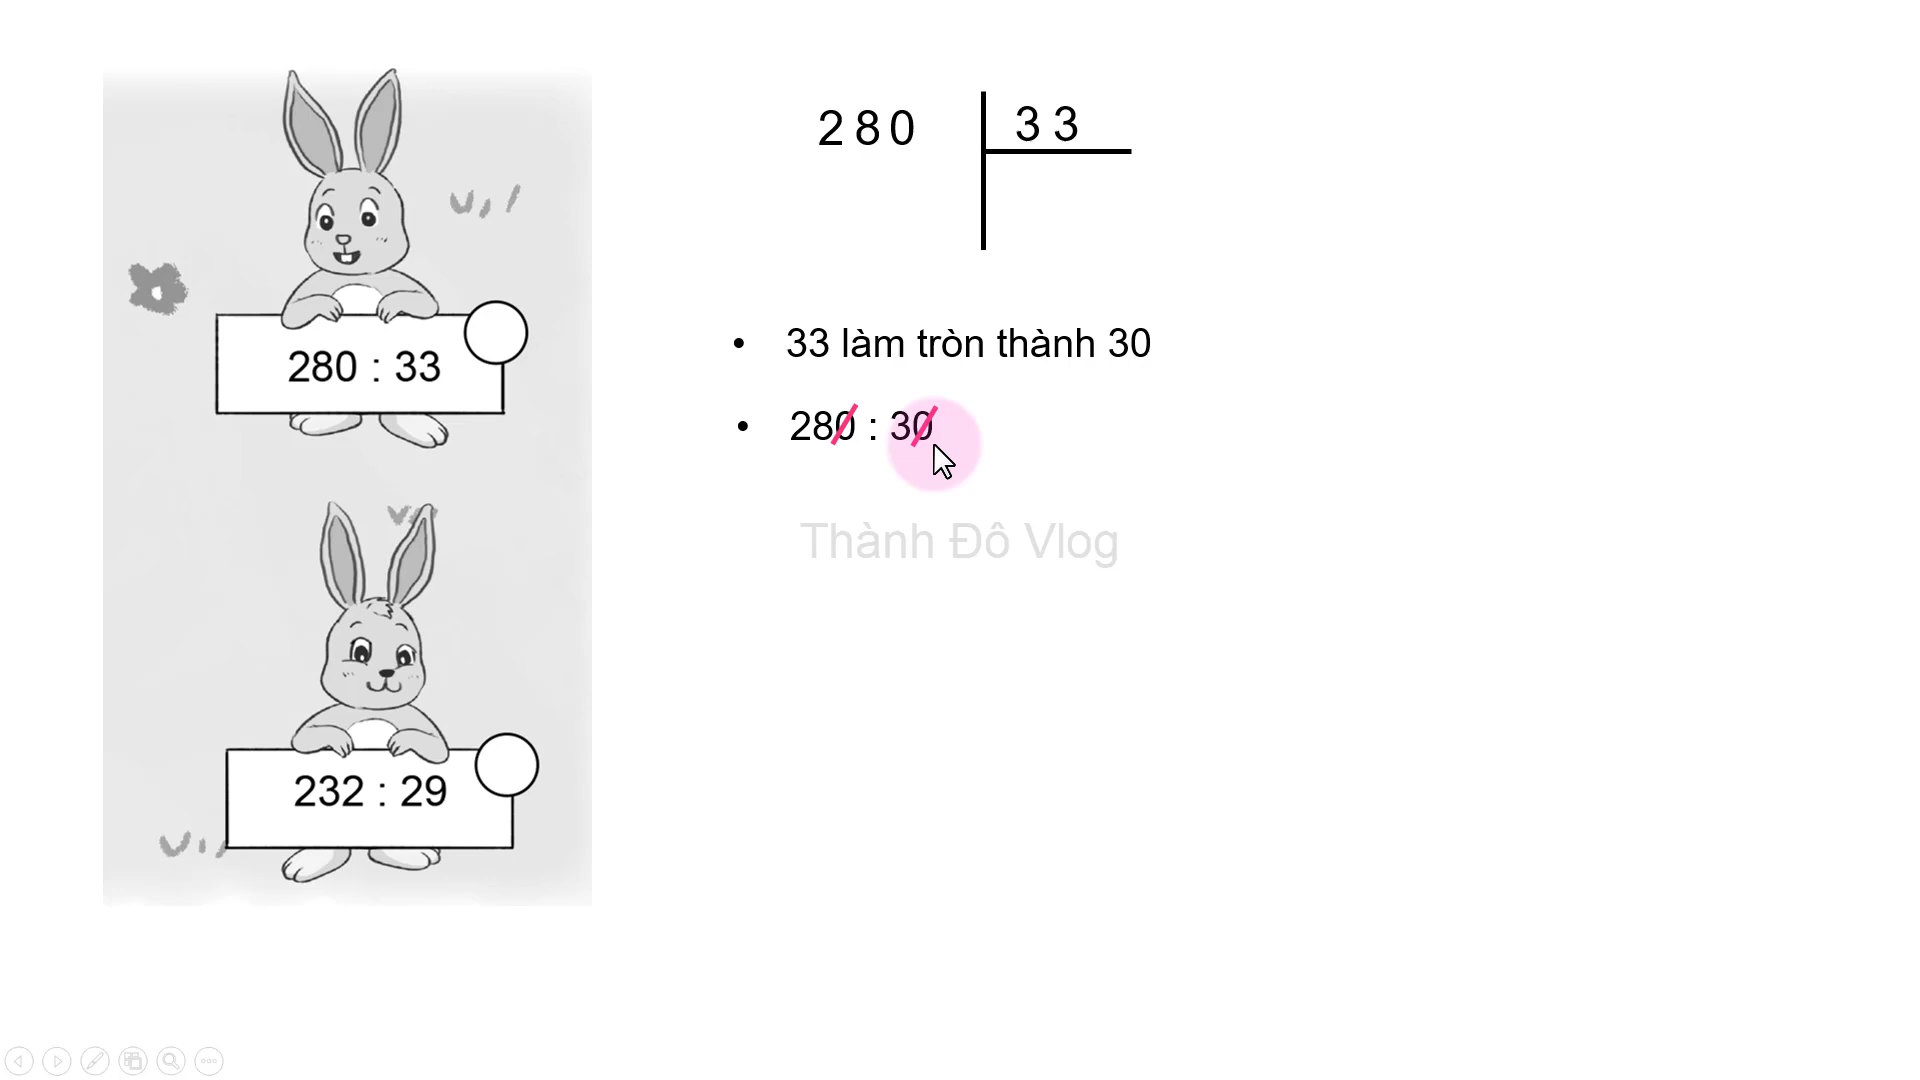 280 33
280 : 33
33 làm tròn thành 30
280 : 30
Thành Đô Vlog
232 : 29